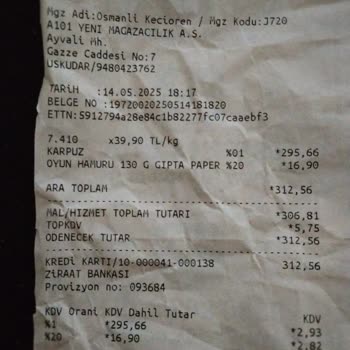 Mgz Adi:Osmanli Kecioren / Mgz Kodu:J720
A101 YENI MAGAZACILIK A.S.
Ayvali Mh.
Gazze Caddesi No:7
USKUDAR/9480423762
TARiH :14.05.2025 18:17
BELGE NO :1972002025051418​1820
ETTN:S912794a28e84c1b82277fc07caaebf3
7.410 x39,90 TL/kg
KARPUZ %01 *295,66
OYUN HAMURU 130 G GIPTA PAPER %20 *16,90
ARA TOPLAM *312,56
MAL/HIZMET TOPLAM TUTARI *306,81
TOPKDV *5,75
ODENECEK TUTAR *312,56
KREDi KARTI/10-000041-000138 312,56
ZiRAAT BANKASI
Provizyon no: 093684
KDV Orani KDV Dahil Tutar KDV
%1 *295,66 *2,93
%20 *16,90 *2,82